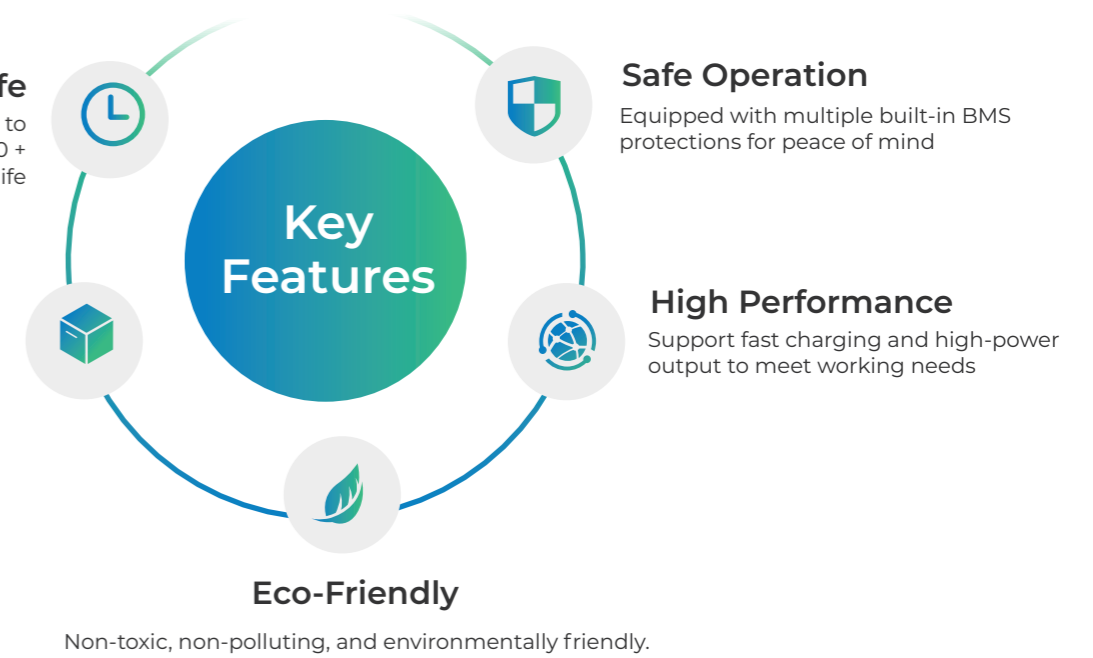 fe
to
0 +
ife
Safe Operation
Equipped with multiple built-in BMS
protections for peace of mind
Key
Features
High Performance
Support fast charging and high-power
output to meet working needs
Eco-Friendly
Non-toxic, non-polluting, and environmentally friendly.